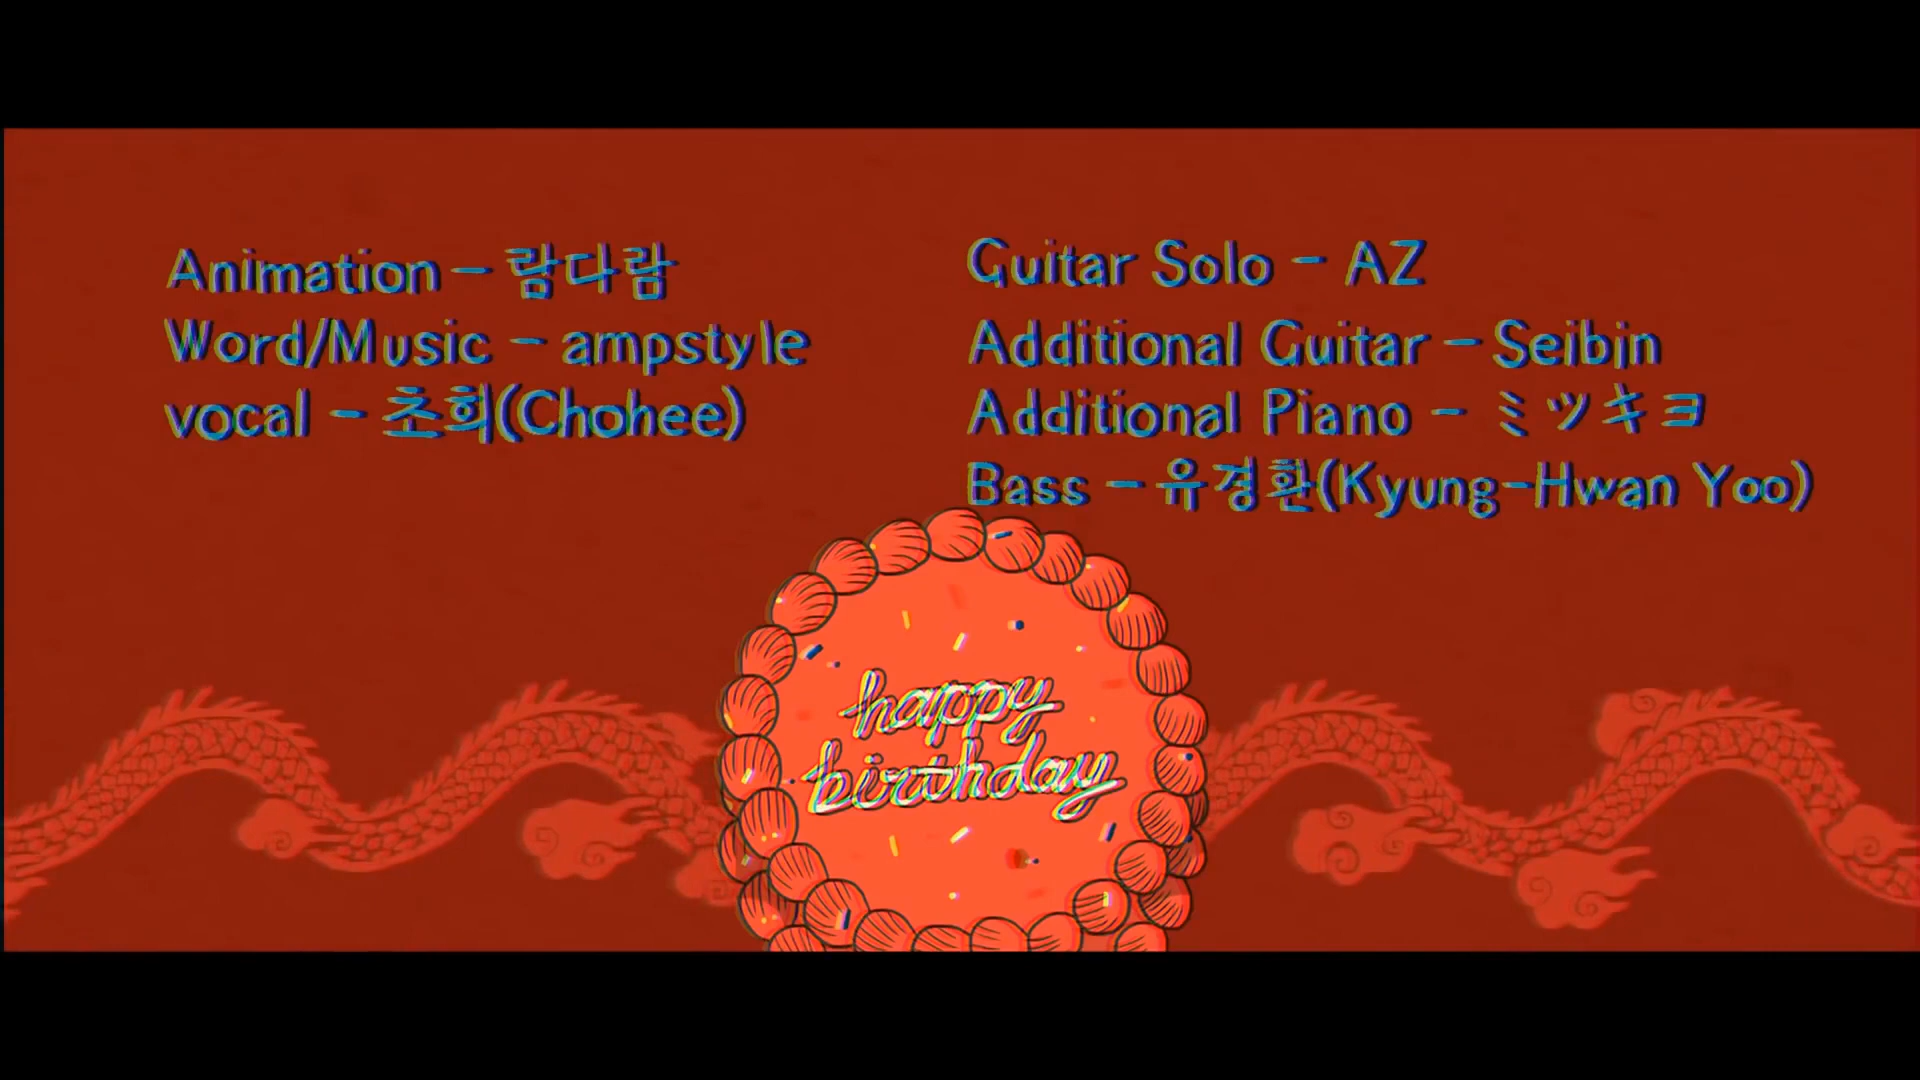 Animation - 람다람
Word/Music - ampstyle
vocal - 초희(Chohee)
Guitar Solo - AZ
Additional Guitar - Seibin
Additional Piano - ミツキヨ
Bass - 유경환(Kyung-Hwan Yoo)
happy
birthday